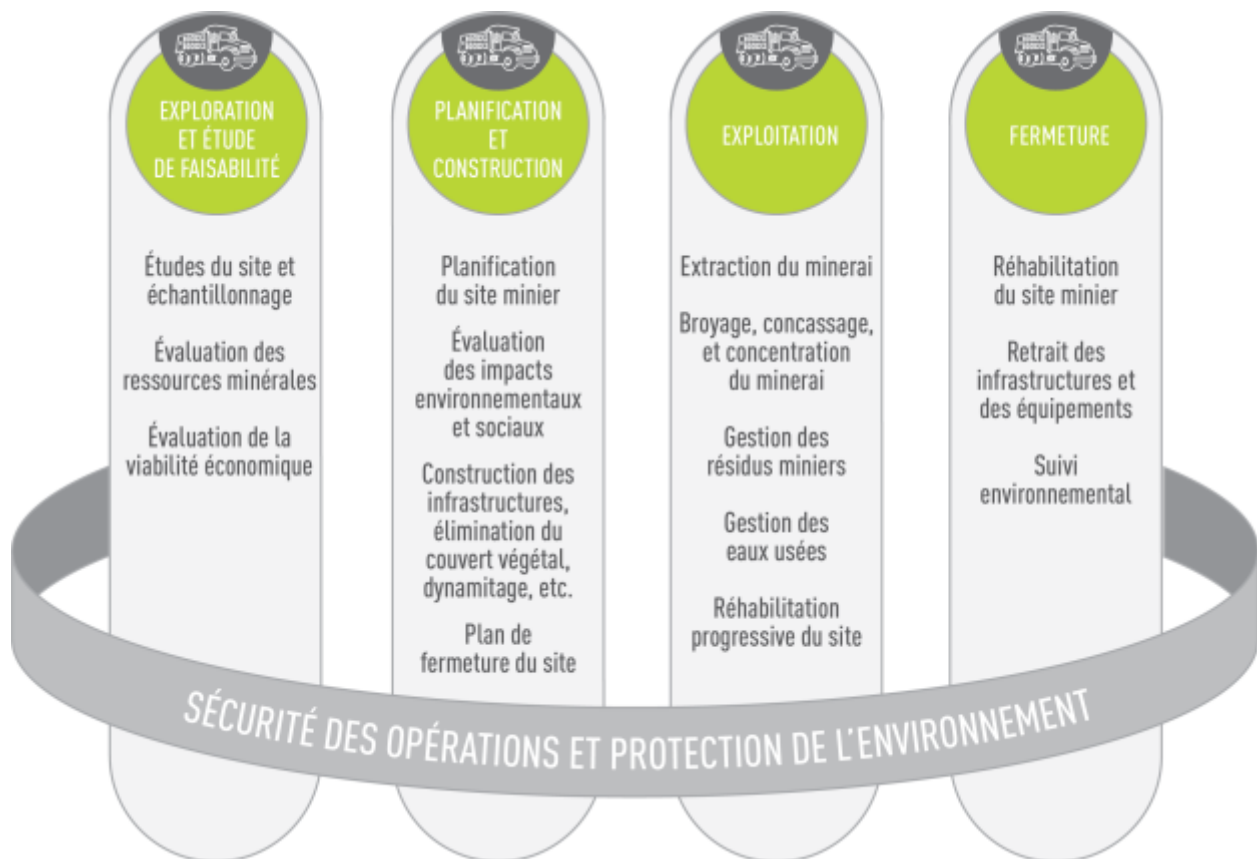 EXPLORATION
ET ÉTUDE
DE FAISABILITÉ
Études du site et
échantillonnage
Évaluation des
ressources minérales
Évaluation de la
viabilité économique
PLANIFICATION
ET
CONSTRUCTION
Planification
du site minier
Évaluation
des impacts
environnementaux
et sociaux
Construction des
infrastructures,
élimination du
couvert végétal,
dynamitage, etc.
Plan de
fermeture du site
EXPLOITATION
Extraction du minerai
Broyage, concassage,
et concentration
du minerai
Gestion des
résidus miniers
Gestion des
eaux usées
Réhabilitation
progressive du site
FERMETURE
Réhabilitation
du site minier
Retrait des
infrastructures et
des équipements
Suivi
environnemental
SÉCURITÉ DES OPÉRATIONS ET PROTECTION DE L'ENVIRONNEMENT